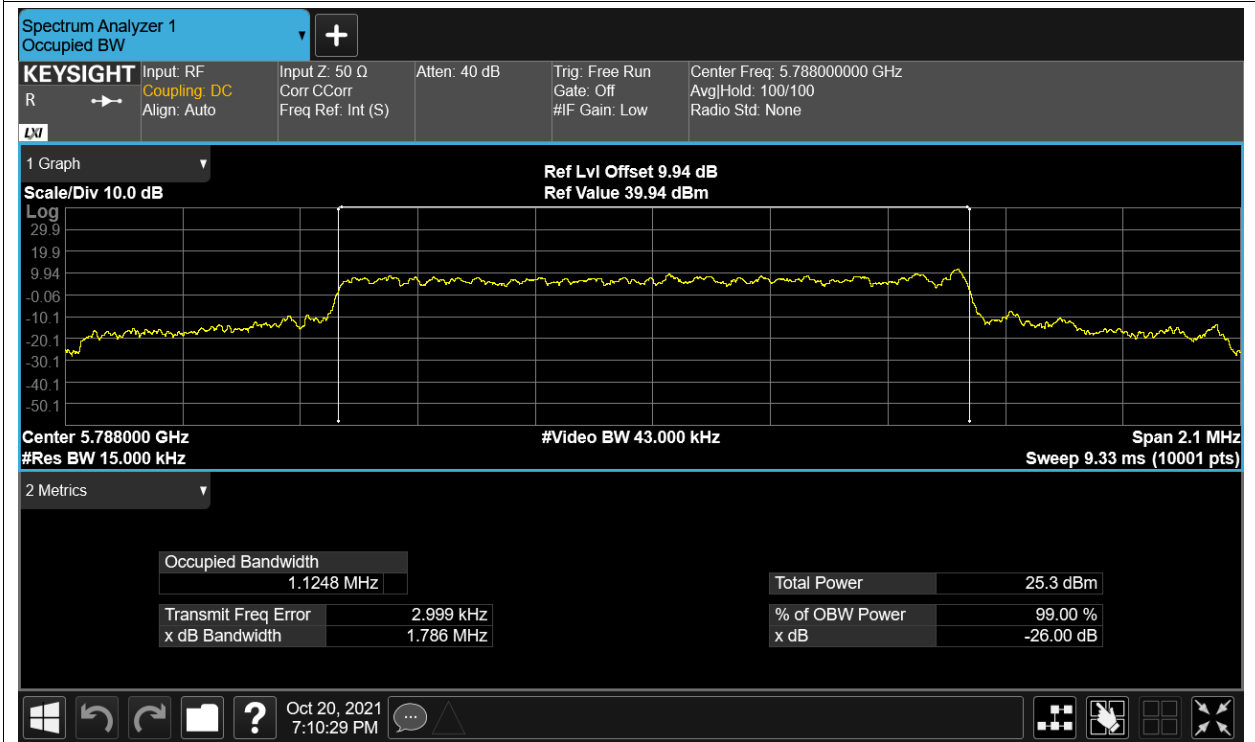 Spectrum Analyzer 1
Occupied BW
▼
+
KEYSIGHT
R
LXI
Input: RF
Coupling: DC
Align: Auto
Input Z: 50 Ω
Corr CCorr
Freq Ref: Int (S)
Atten: 40 dB
Trig: Free Run
Gate: Off
#IF Gain: Low
Center Freq: 5.788000000 GHz
Avg|Hold: 100/100
Radio Std: None
1 Graph ▼
Scale/Div 10.0 dB
Ref Lvl Offset 9.94 dB
Ref Value 39.94 dBm
Log
29.9
19.9
9.94
-0.06
-10.1
-20.1
-30.1
-40.1
-50.1
Center 5.788000 GHz
#Res BW 15.000 kHz
#Video BW 43.000 kHz
Span 2.1 MHz
Sweep 9.33 ms (10001 pts)
2 Metrics ▼
Occupied Bandwidth
1.1248 MHz
Transmit Freq Error 2.999 kHz
x dB Bandwidth 1.786 MHz
Total Power 25.3 dBm
% of OBW Power 99.00 %
x dB -26.00 dB
?
Oct 20, 2021
7:10:29 PM
...